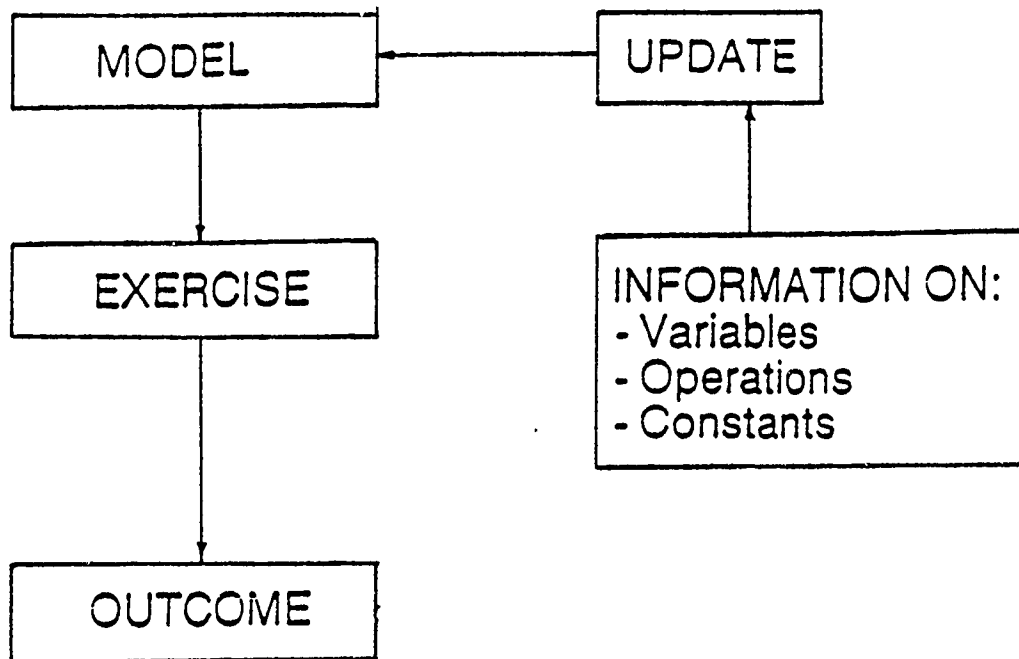 MODEL
UPDATE
EXERCISE
INFORMATION ON:
- Variables
- Operations
- Constants
OUTCOME